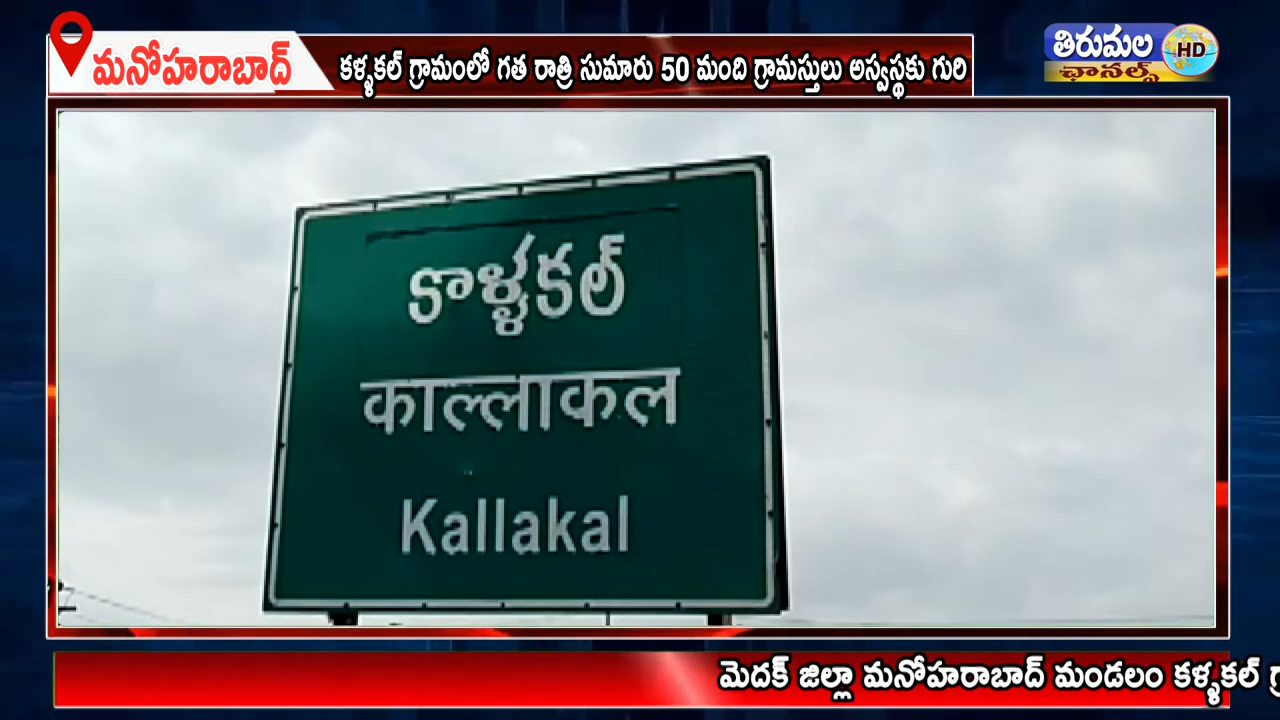 మనోహరాబాద్
కళ్ళకల్ గ్రామంలో గత రాత్రి సుమారు 50 మంది గ్రామస్తులు అస్వస్థకు గురి
తిరుమల
HD
ఛానల్స్
కొళ్ళకల్
काल्लाकल
Kallakal
మెదక్ జిల్లా మనోహరాబాద్ మండలం కళ్ళకల్